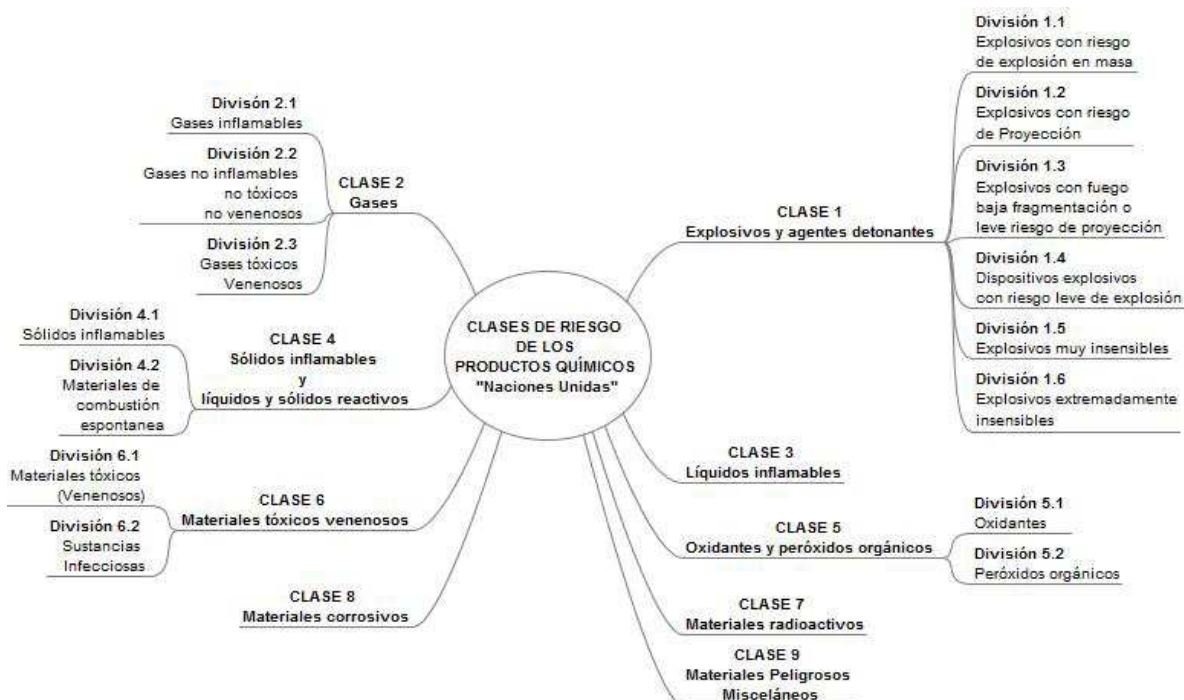 CLASES DE RIESGO
DE LOS
PRODUCTOS QUÍMICOS
"Naciones Unidas"
CLASE 1
Explosivos y agentes detonantes
División 1.1
Explosivos con riesgo
de explosión en masa
División 1.2
Explosivos con riesgo
de Proyección
División 1.3
Explosivos con fuego
baja fragmentación o
leve riesgo de proyección
División 1.4
Dispositivos explosivos
con riesgo leve de explosión
División 1.5
Explosivos muy insensibles
División 1.6
Explosivos extremadamente
insensibles
CLASE 2
Gases
Divisón 2.1
Gases inflamables
División 2.2
Gases no inflamables
no tóxicos
no venenosos
División 2.3
Gases tóxicos
Venenosos
CLASE 3
Líquidos inflamables
CLASE 4
Sólidos inflamables
y
líquidos y sólidos reactivos
División 4.1
Sólidos inflamables
División 4.2
Materiales de
combustión
espontanea
CLASE 5
Oxidantes y peróxidos orgánicos
División 5.1
Oxidantes
División 5.2
Peróxidos orgánicos
CLASE 6
Materiales tóxicos venenosos
División 6.1
Materiales tóxicos
(Venenosos)
División 6.2
Sustancias
Infecciosas
CLASE 7
Materiales radioactivos
CLASE 8
Materiales corrosivos
CLASE 9
Materiales Peligrosos
Misceláneos